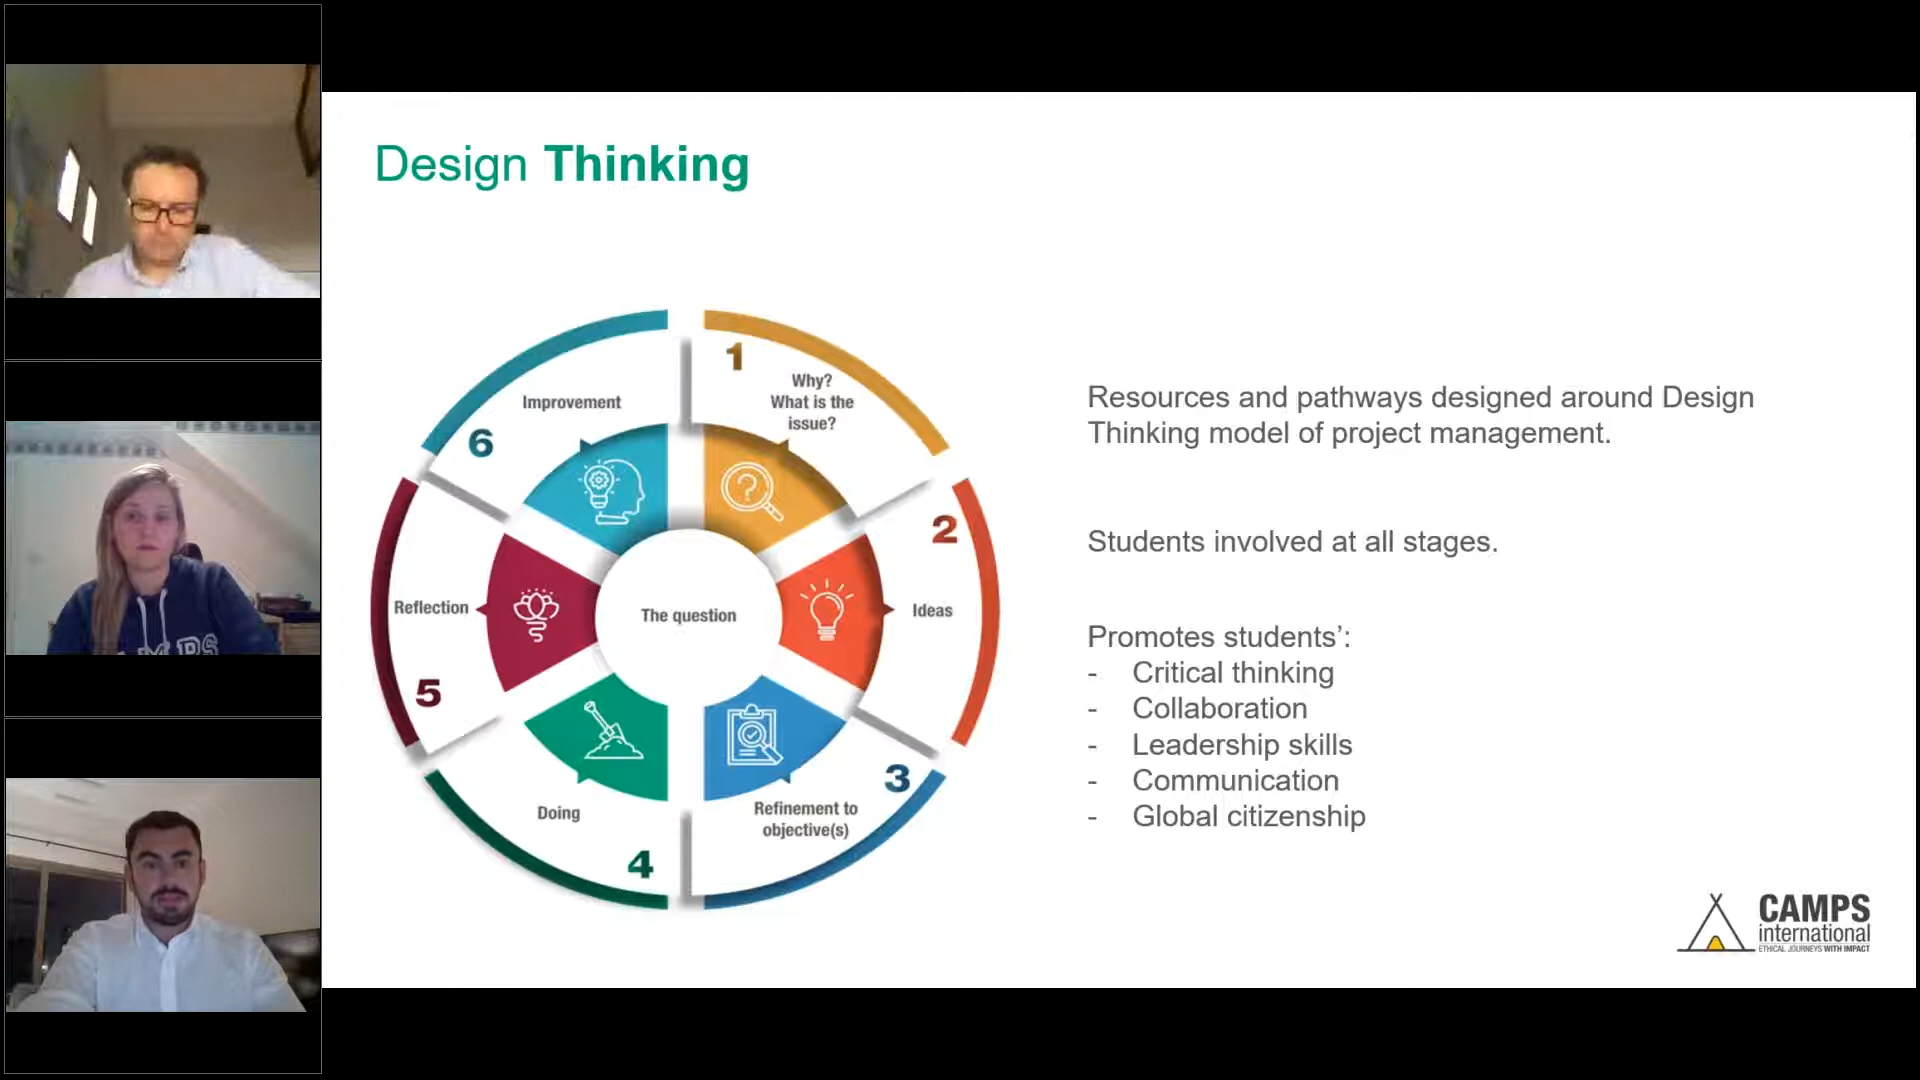 Design Thinking
1
Why?
What is the
issue?
2
Ideas
3
Refinement to
objective(s)
4
Doing
5
Reflection
6
Improvement
The question
Resources and pathways designed around Design
Thinking model of project management.
Students involved at all stages.
Promotes students’:
- Critical thinking
- Collaboration
- Leadership skills
- Communication
- Global citizenship
CAMPS
international
ETHICAL JOURNEYS WITH IMPACT